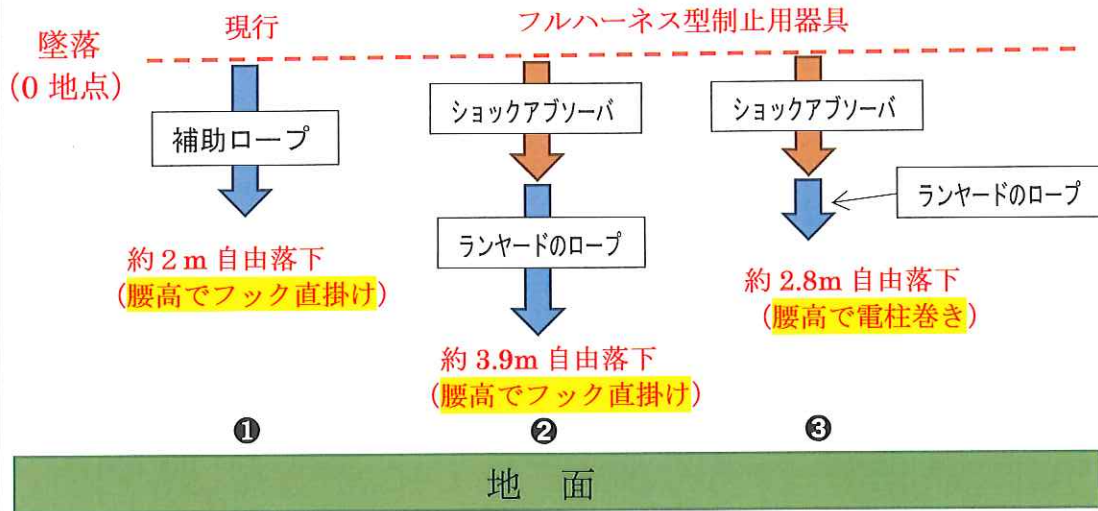 現行
フルハーネス型制止用器具
墜落
(0 地点)
補助ロープ
ショックアブソーバ
ショックアブソーバ
ランヤードのロープ
ランヤードのロープ
約2m 自由落下
(腰高でフック直掛け)
約 2.8m 自由落下
(腰高で電柱巻き)
約 3.9m 自由落下
(腰高でフック直掛け)
❶
❷
❸
地 面